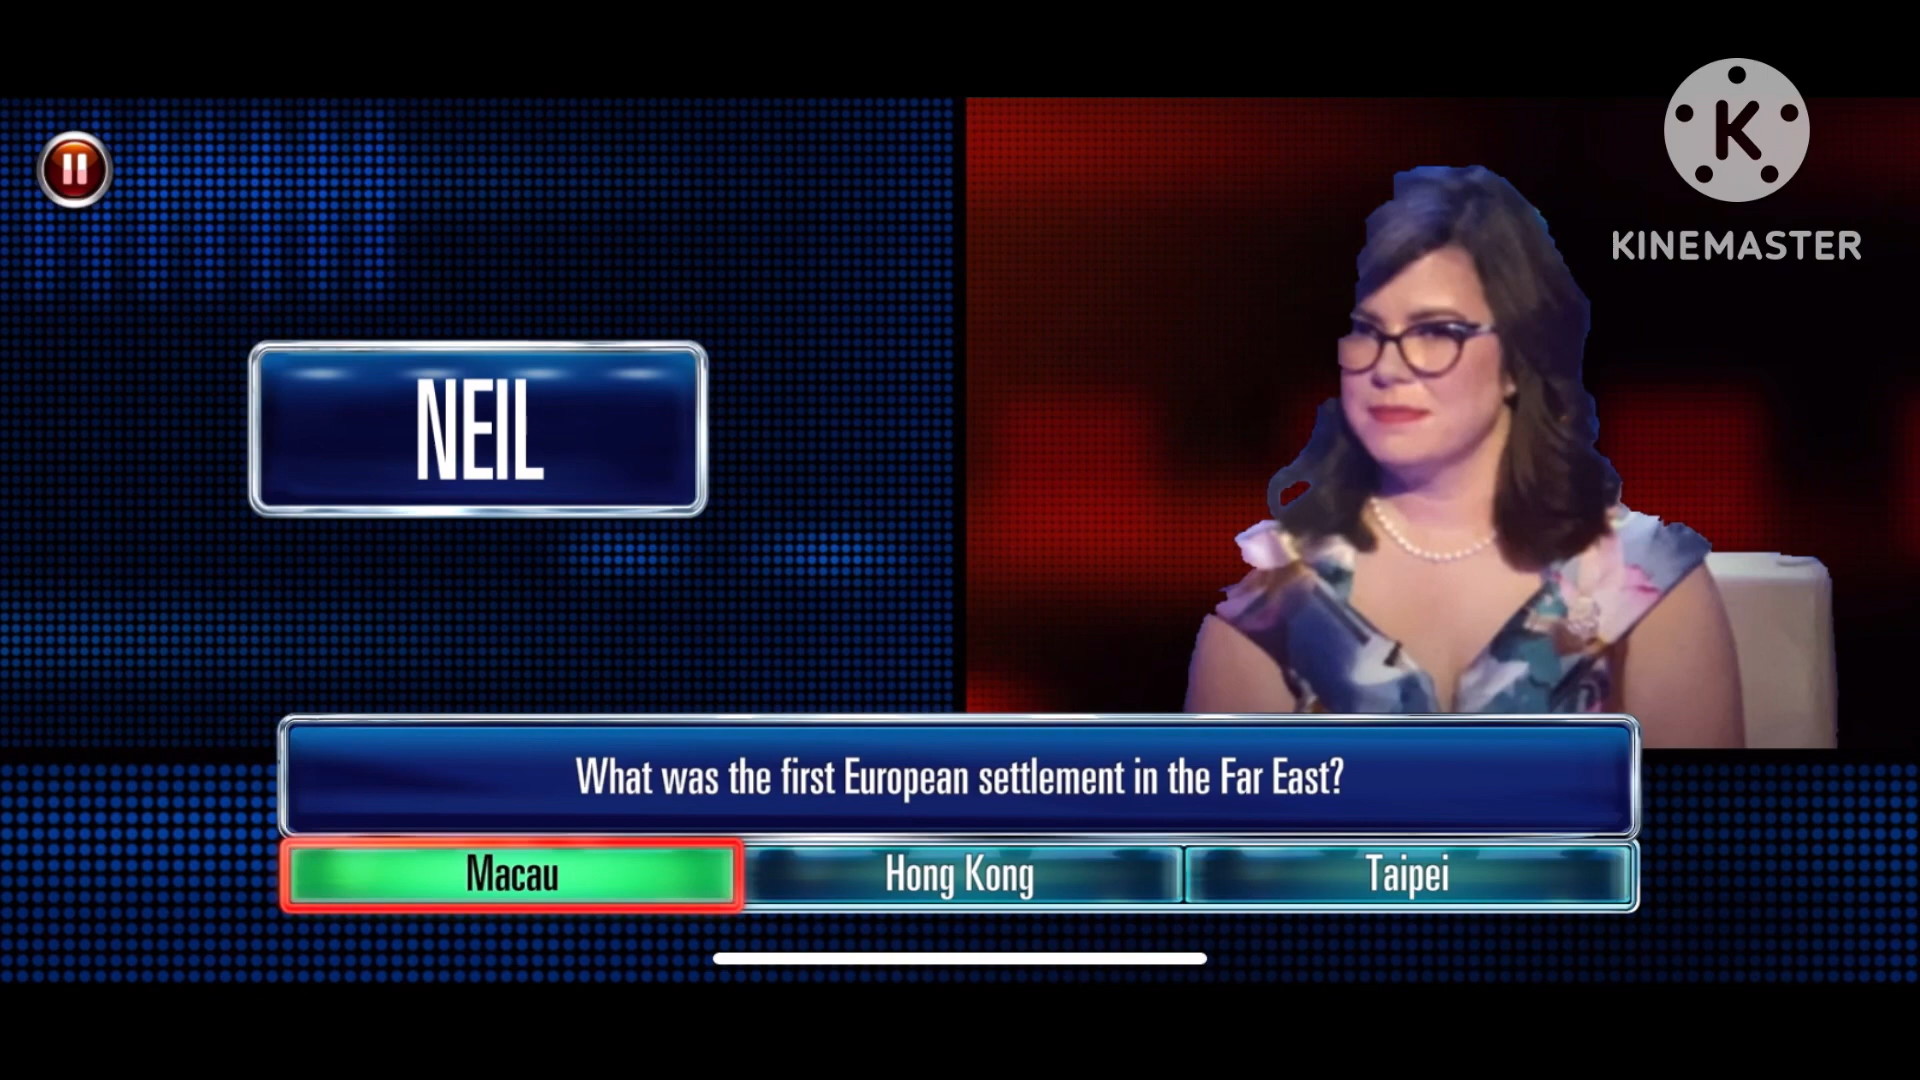 K
KINEMASTER
NEIL
What was the first European settlement in the Far East?
Macau
Hong Kong
Taipei